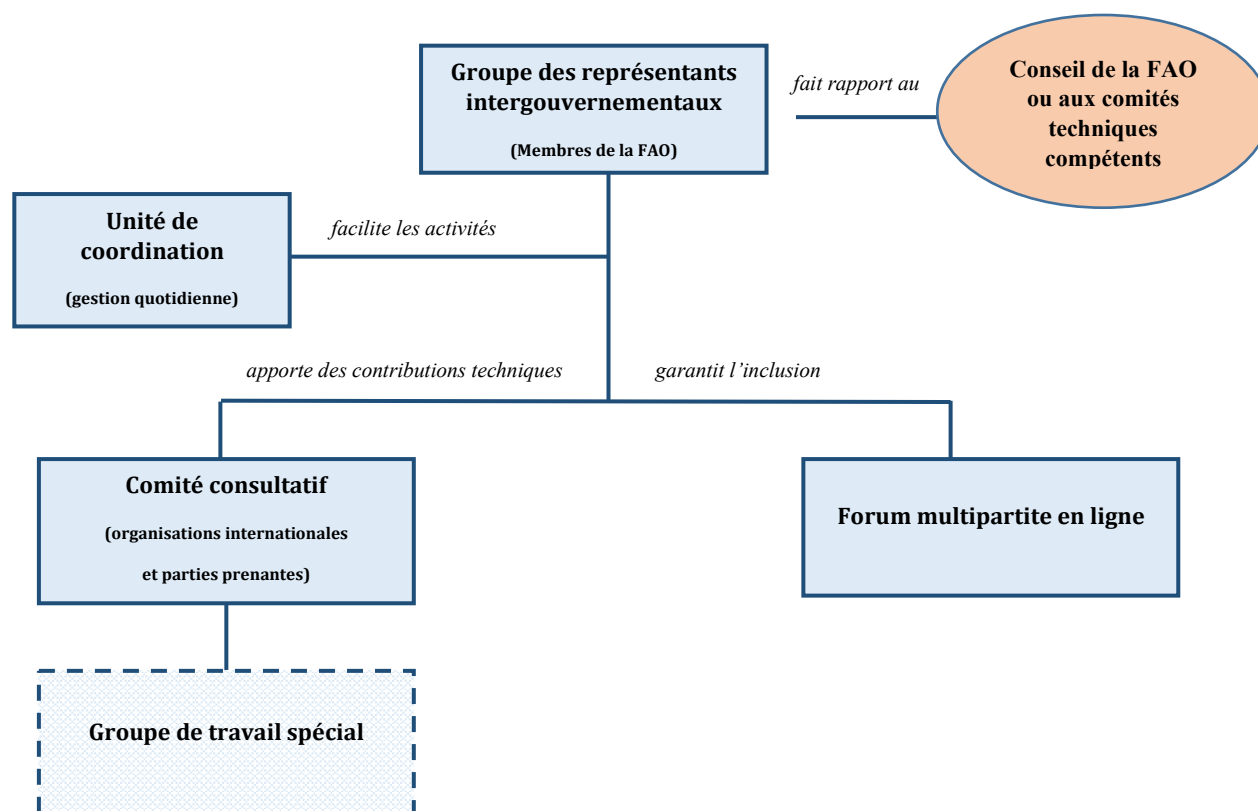 Groupe des représentants
intergouvernementaux
(Membres de la FAO)
fait rapport au
Conseil de la FAO
ou aux comités
techniques
compétents
Unité de
coordination
(gestion quotidienne)
facilite les activités
apporte des contributions techniques
garantit l’inclusion
Comité consultatif
(organisations internationales
et parties prenantes)
Forum multipartite en ligne
Groupe de travail spécial